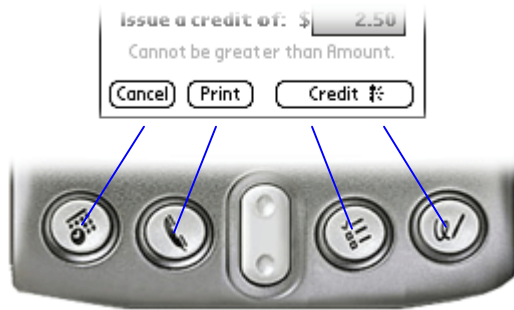 Issue a credit of: $ 2.50
Cannot be greater than Amount.
Cancel Print Credit